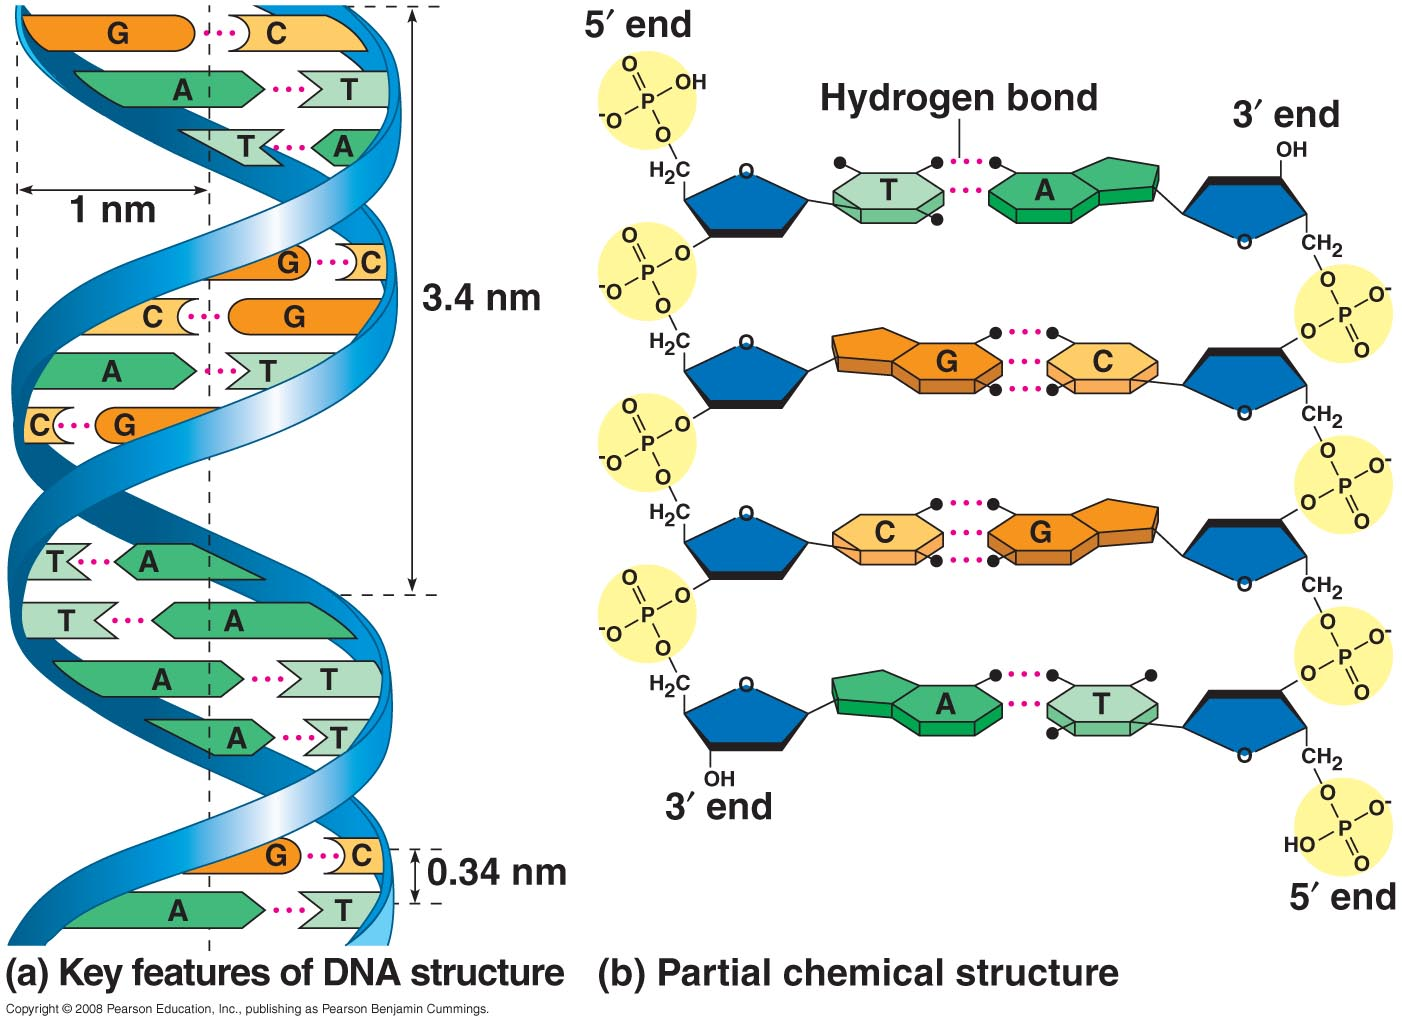 G C
A T
T A
1 nm
G C
C G
3.4 nm
A T
C G
T A
T A
A T
A T
G C
0.34 nm
A T
(a) Key features of DNA structure
5′ end
O
P
OH
-O
O
H2C
O
Hydrogen bond
T A
3′ end
OH
O
CH2
O
P
O
-O
O
O
H2C
O
G C
O
CH2
O
P
O-
O
O
O
P
O
-O
O
H2C
O
C G
O
CH2
O
P
O-
O
O
O
P
O
-O
O
H2C
O
OH
3′ end
A T
O
CH2
O
P
O-
O
O
O
P
O-
HO
O
5′ end
(b) Partial chemical structure
Copyright © 2008 Pearson Education, Inc., publishing as Pearson Benjamin Cummings.